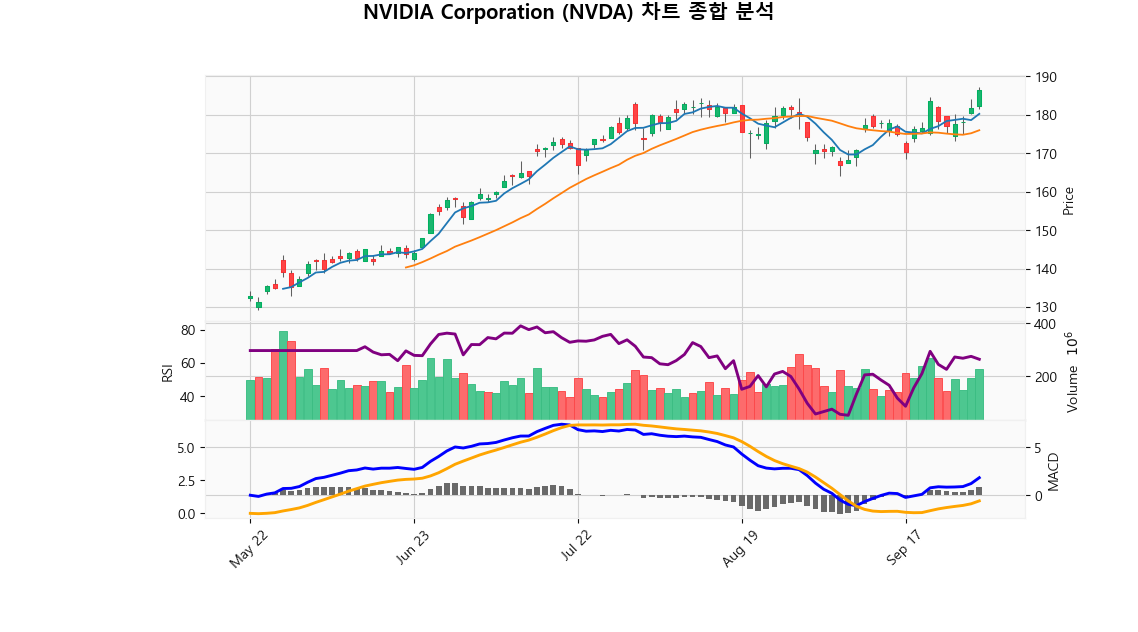 NVIDIA Corporation (NVDA) 차트 종합 분석
190
180
170
160
150
140
130
Price
80
60
40
RSI
400
200
Volume 10⁶
5.0
2.5
0.0
5
0
MACD
May 22
Jun 23
Jul 22
Aug 19
Sep 17